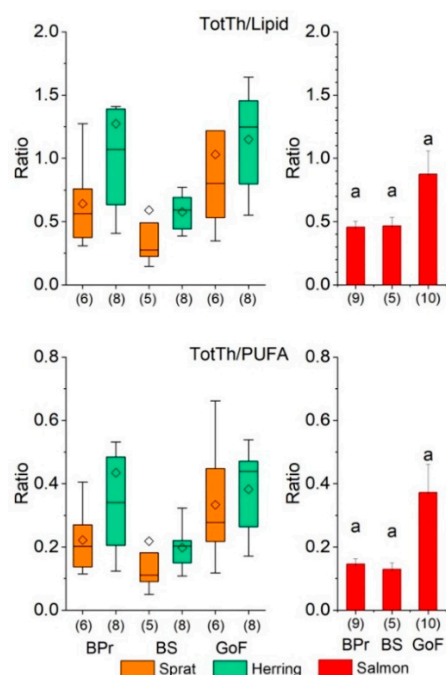 TotTh/Lipid
2.0
1.5
1.0
0.5
0.0
Ratio
(6) (8) (5) (8) (6) (8)
2.0
1.5
1.0
0.5
0.0
Ratio
a a a
(9) (5) (10)
TotTh/PUFA
0.8
0.6
0.4
0.2
0.0
Ratio
(6) (8) (5) (8) (6) (8)
BPr BS GoF
0.8
0.6
0.4
0.2
0.0
Ratio
a a a
(9) (5) (10)
BPr BS GoF
Sprat Herring Salmon